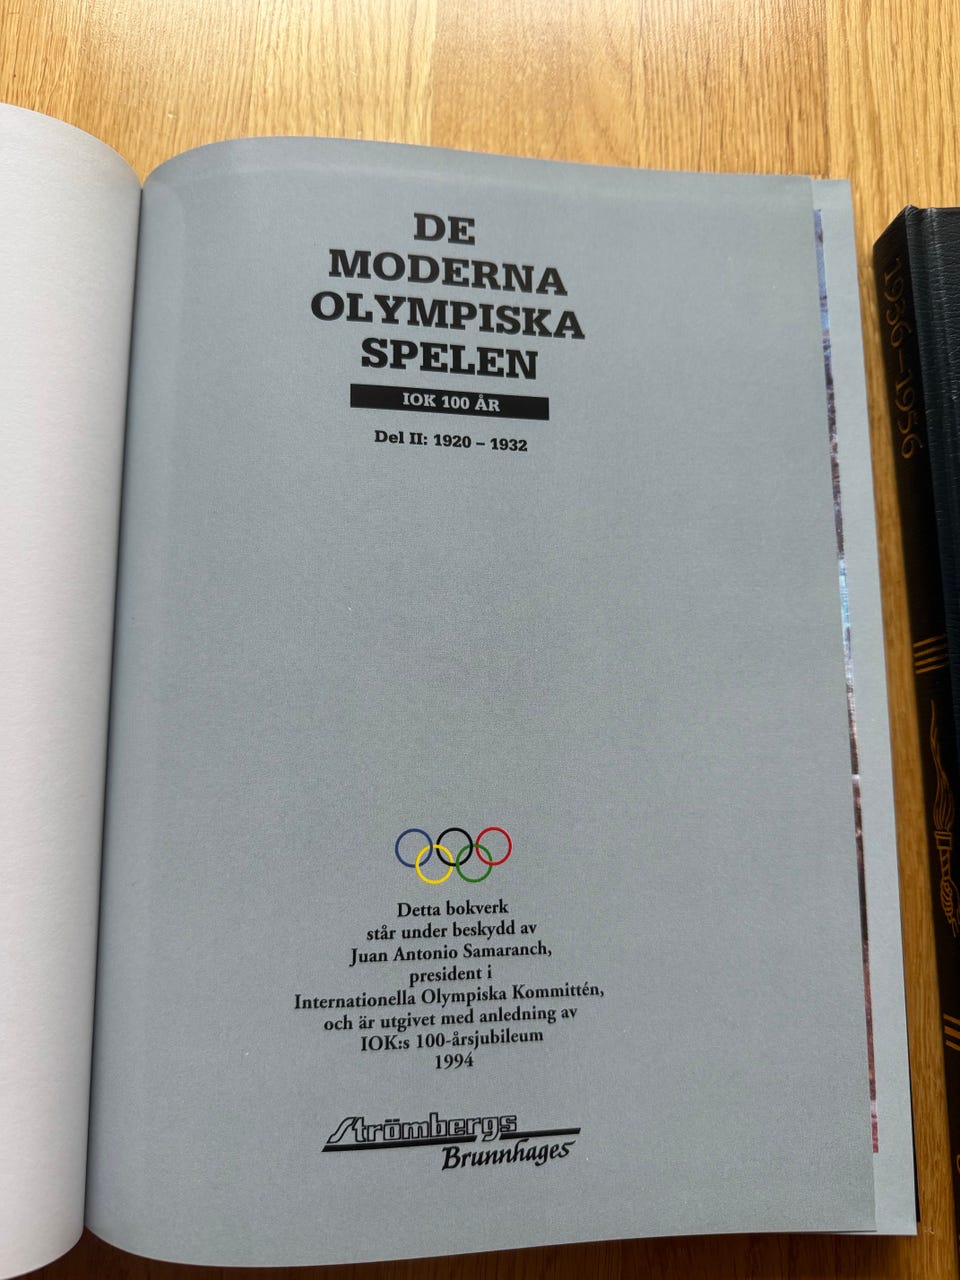 DE
MODERNA
OLYMPISKA
SPELEN
IOK 100 ÅR
Del II: 1920 – 1932
Detta bokverk
står under beskydd av
Juan Antonio Samaranch,
president i
Internationella Olympiska Kommittén,
och är utgivet med anledning av
IOK:s 100-årsjubileum
1994
Strömbergs
Brunnhages
1936–1956